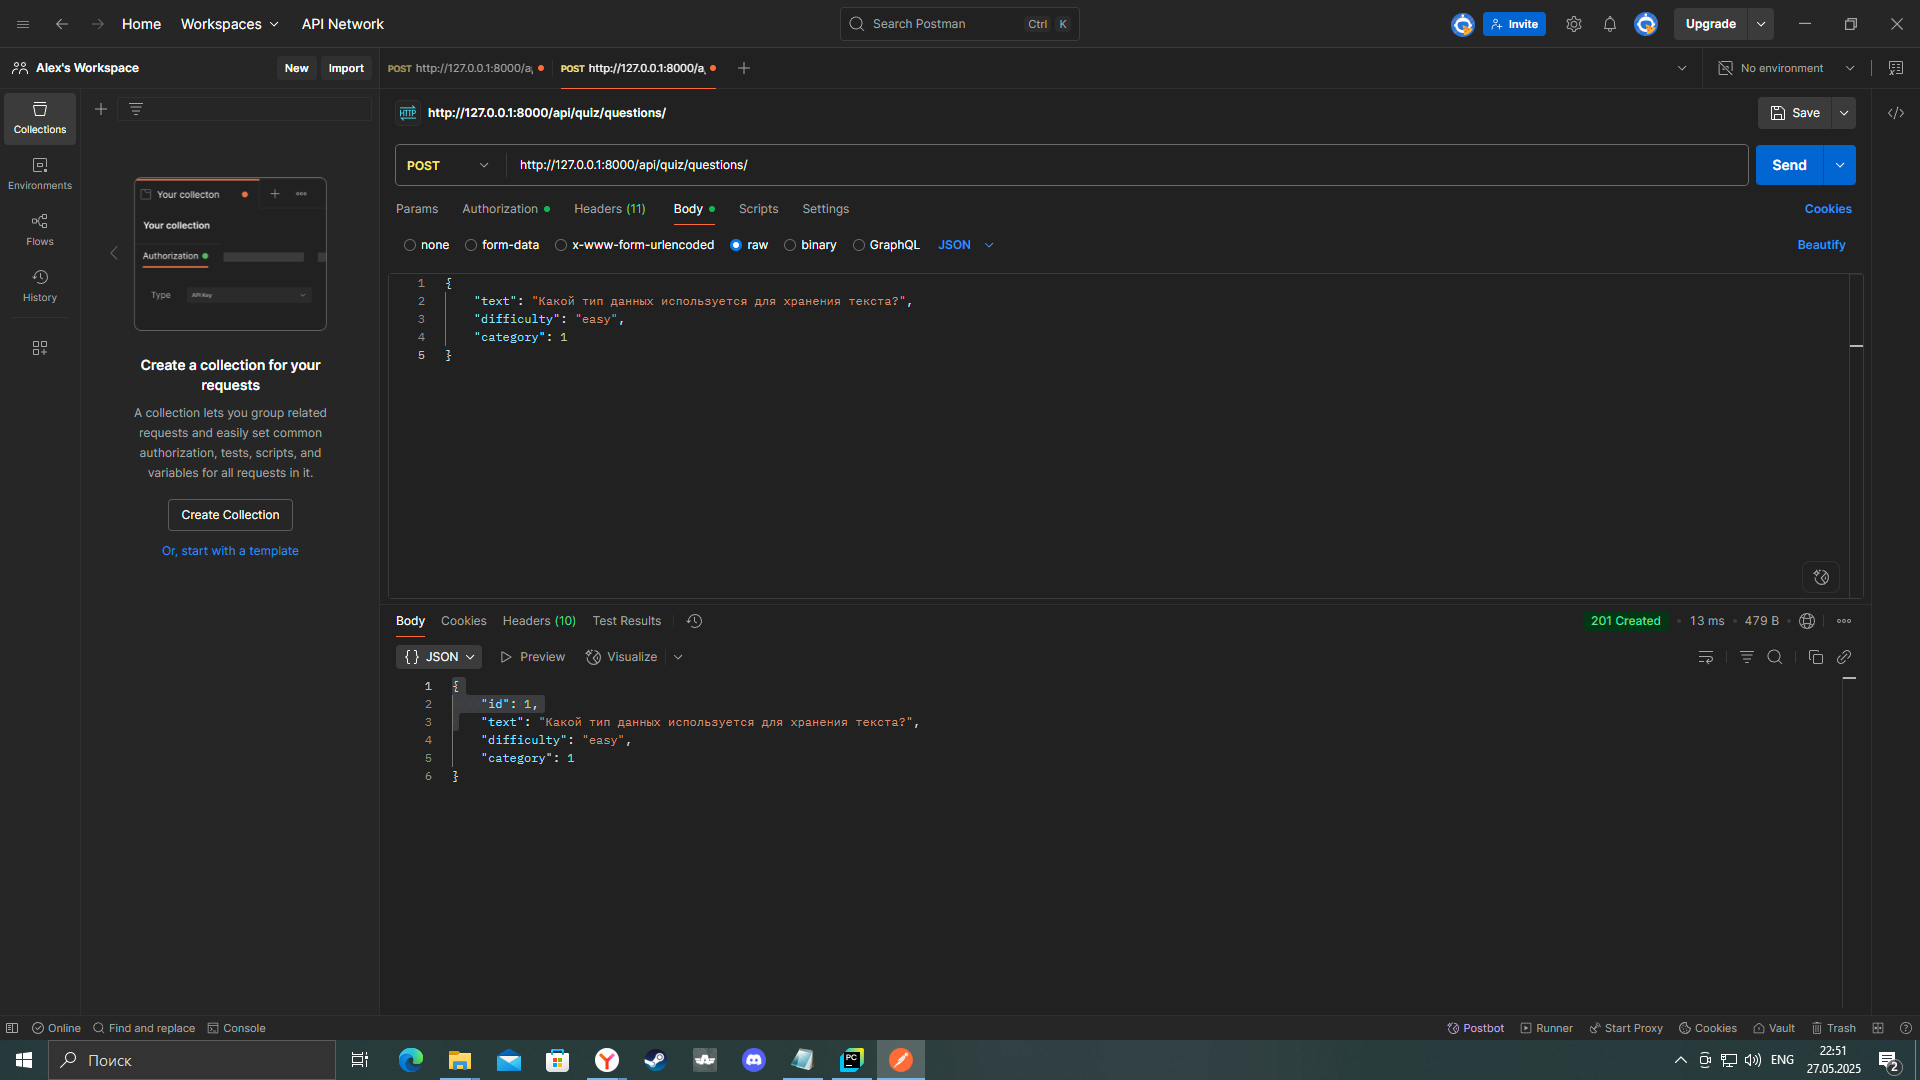 Home Workspaces API Network Search Postman Ctrl K Invite Upgrade
Alex's Workspace New Import POST http://127.0.0.1:8000/a POST http://127.0.0.1:8000/a No environment
Collections
Environments
Flows
History
Your collecton
Your collection
Authorization
Type API Key
Create a collection for your
requests
A collection lets you group related
requests and easily set common
authorization, tests, scripts, and
variables for all requests in it.
Create Collection
Or, start with a template
HTTP http://127.0.0.1:8000/api/quiz/questions/ Save
POST http://127.0.0.1:8000/api/quiz/questions/ Send
Params Authorization Headers (11) Body Scripts Settings Cookies
none form-data x-www-form-urlencoded raw binary GraphQL JSON Beautify
1 {
2 "text": "Какой тип данных используется для хранения текста?",
3 "difficulty": "easy",
4 "category": 1
5 }
Body Cookies Headers (10) Test Results 201 Created 13 ms 479 B
{} JSON Preview Visualize
1 {
2 "id": 1,
3 "text": "Какой тип данных используется для хранения текста?",
4 "difficulty": "easy",
5 "category": 1
6 }
Online Find and replace Console Postbot Runner Start Proxy Cookies Vault Trash
Поиск PC ENG 22:51 2
27.05.2025